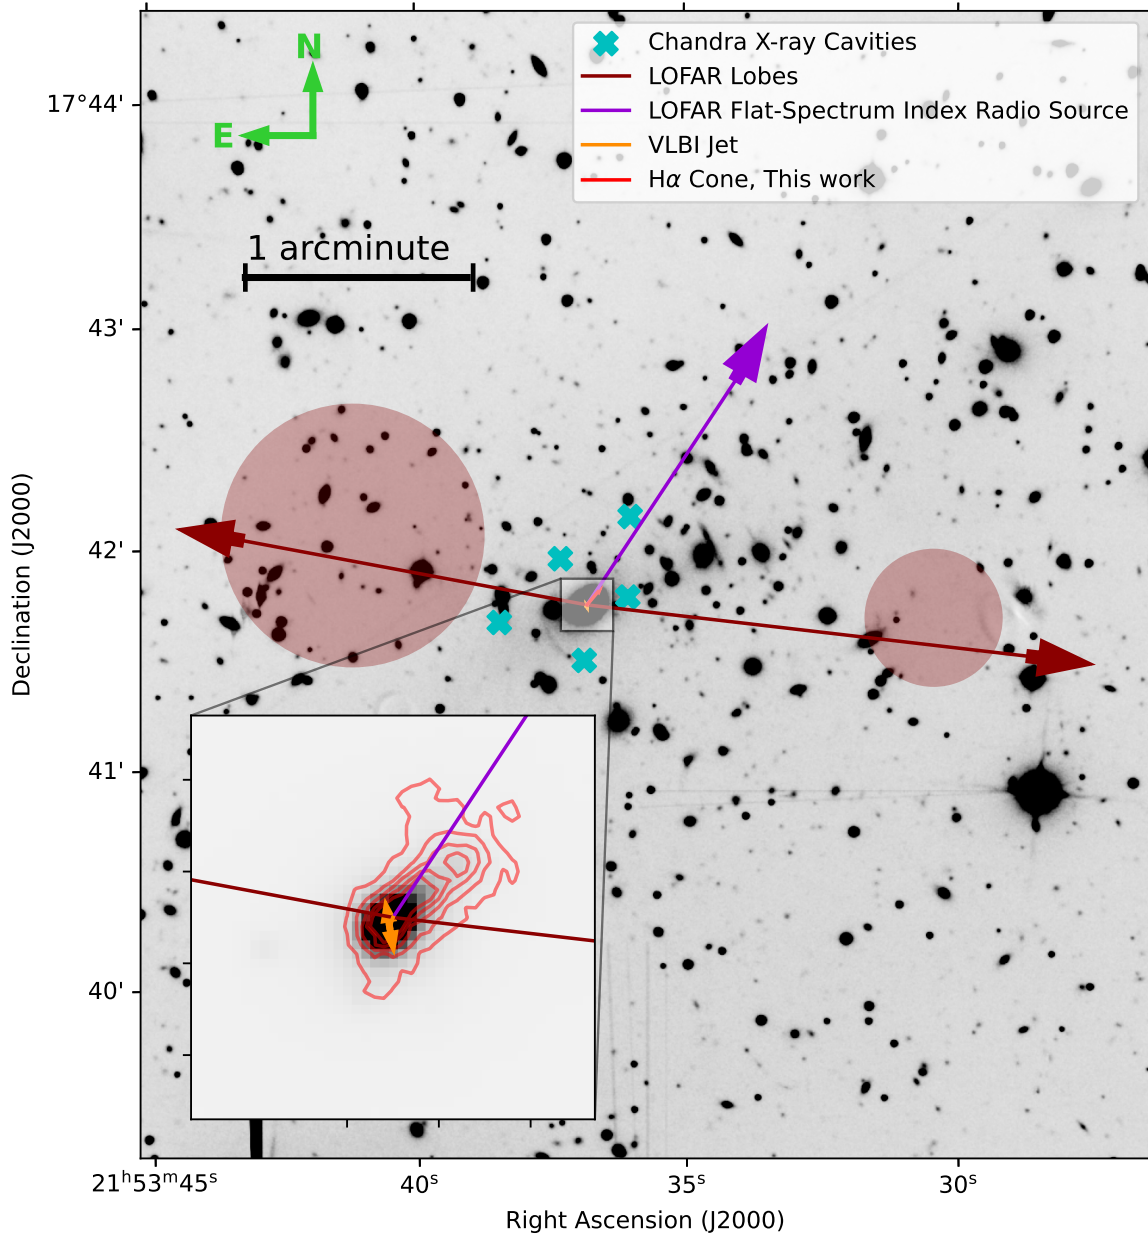 N
E
1 arcminute
Chandra X-ray Cavities
LOFAR Lobes
LOFAR Flat-Spectrum Index Radio Source
VLBI Jet
Hα Cone, This work
17°44'
43'
42'
41'
40'
Declination (J2000)
21ʰ53ᵐ45ˢ 40ˢ 35ˢ 30ˢ
Right Ascension (J2000)